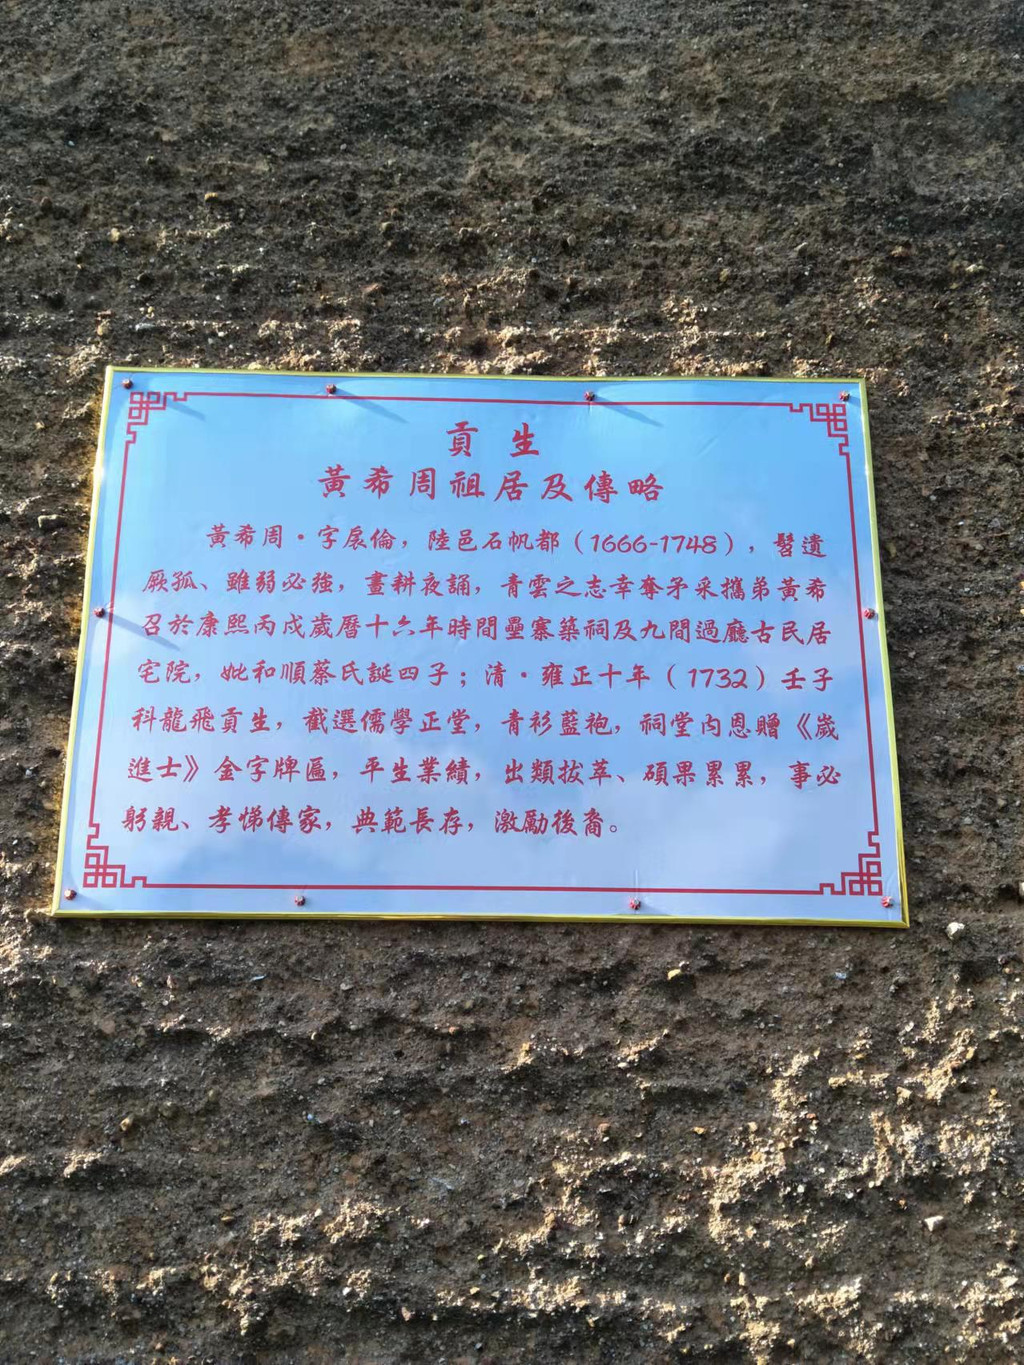 貢生
黃希周祖居及傳略
黃希周·字扆倫，陸邑石帆都（1666-1748），髫遺
厥孤、雖弱必強，晝耕夜誦，青雲之志幸奪矛采攜弟黃希
召於康熙丙戍歲曆十六年時間壘寨築祠及九間過廳古民居
宅院，妣和順蔡氏誕四子；清·雍正十年（1732）壬子
科龍飛貢生，截選儒學正堂，青衫藍袍，祠堂内恩贈《歲
進士》金字牌匾，平生業績，出類拔萃、碩果累累，事必
躬親、孝悌傳家，典範長存，激勵後裔。